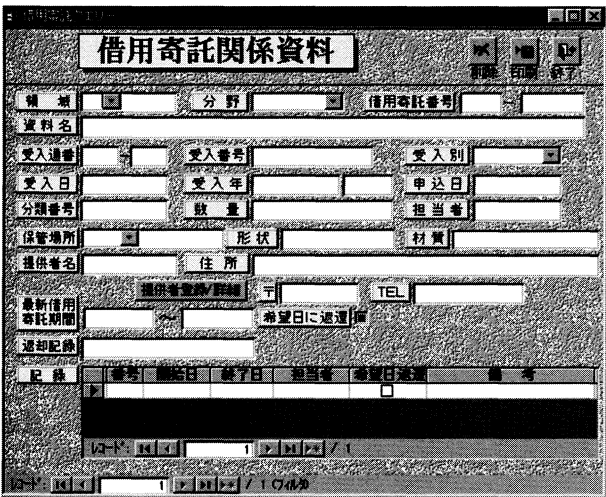 借用寄託関係資料
削除 印刷 終了
領域 分野 借用寄託番号 ～
資料名
受入通番 ～ 受入番号 受入別
受入日 受入年 申込日
分類番号 数量 担当者
保管場所 形状 材質
提供者名 住所
提供者登録/詳細 〒 TEL
最新借用寄託期間 ～ 希望日に返還
返却記録
記録 番号 開始日 終了日 担当者 希望日返還 備考
ﾚｺｰﾄﾞ: 1 / 1
ﾚｺｰﾄﾞ: 1 / 1 (ﾌｨﾙﾀ)